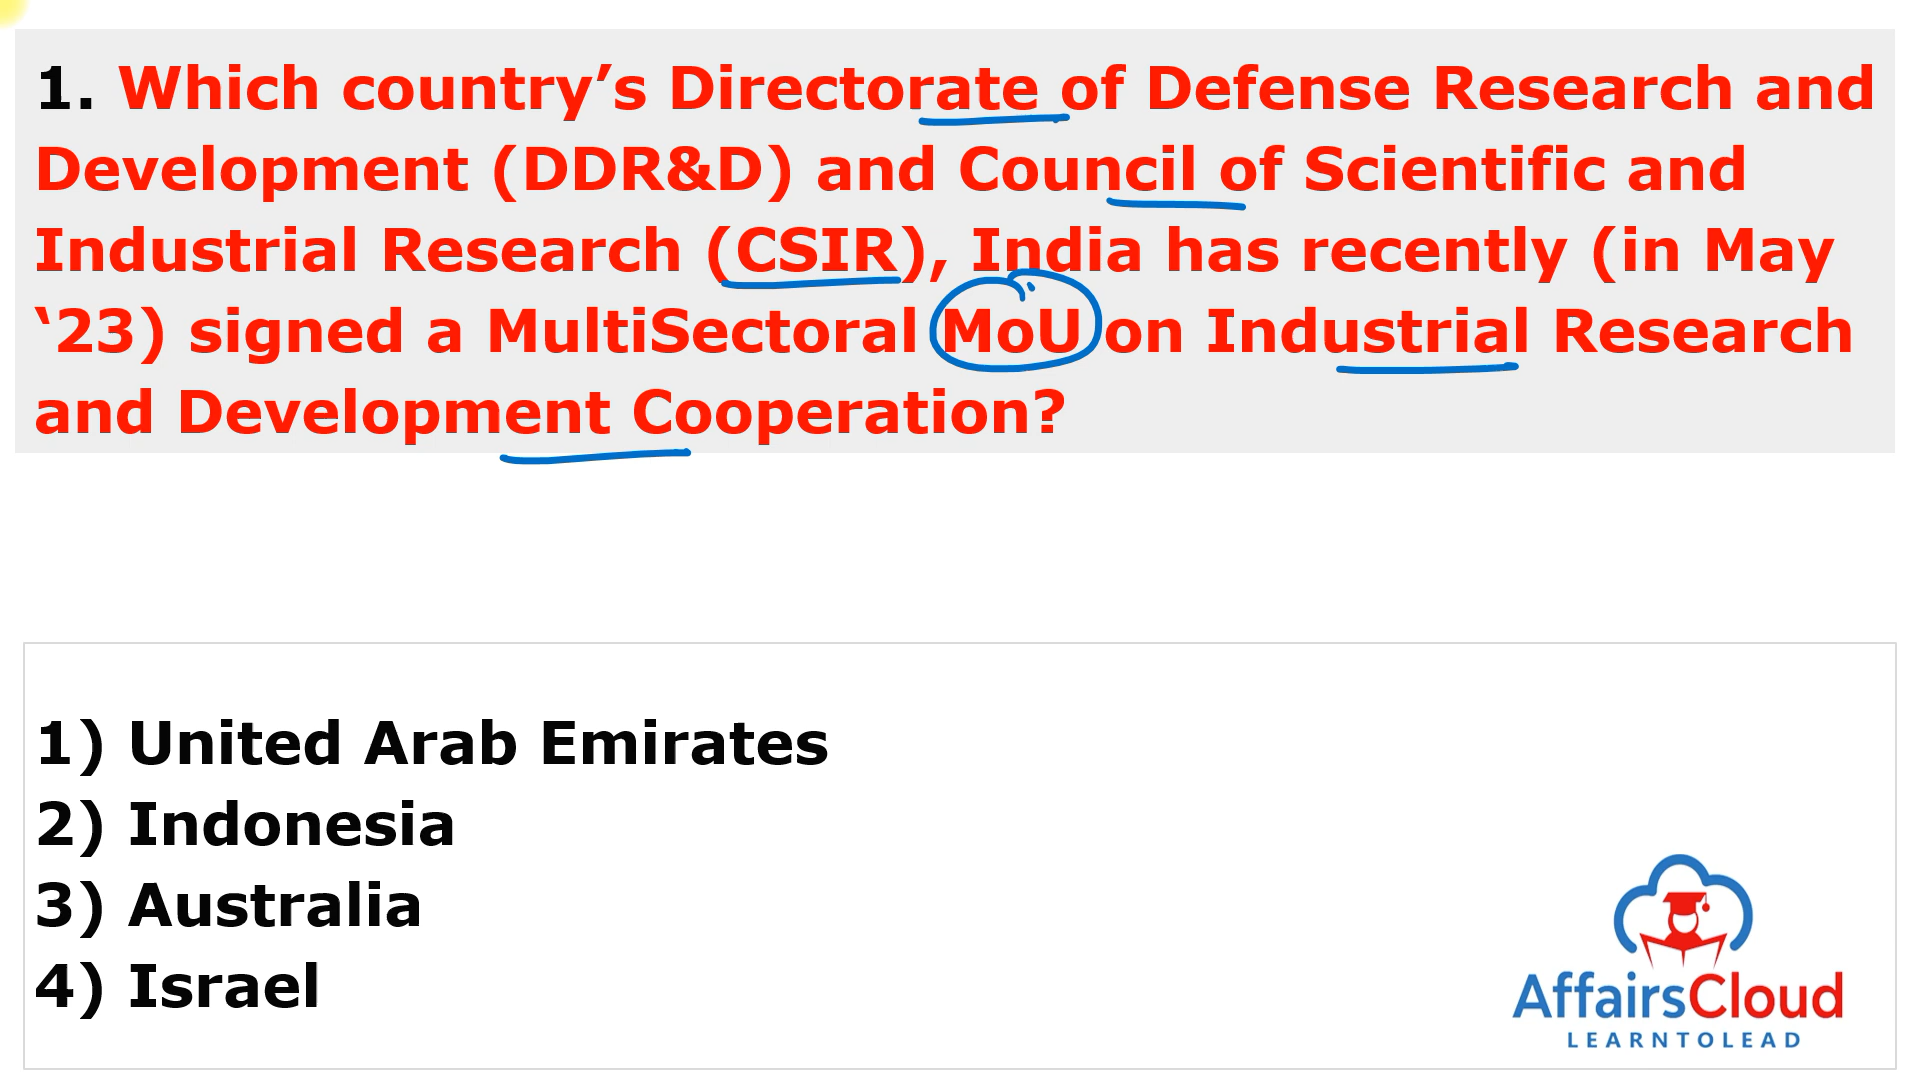 1. Which country’s Directorate of Defense Research and
Development (DDR&D) and Council of Scientific and
Industrial Research (CSIR), India has recently (in May
‘23) signed a MultiSectoral MoU on Industrial Research
and Development Cooperation?
1) United Arab Emirates
2) Indonesia
3) Australia
4) Israel
AffairsCloud
LEARNTOLEAD